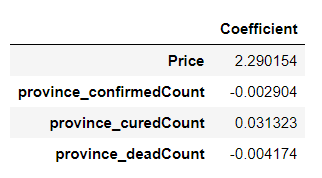 Coefficient
Price 2.290154
province_confirmedCount -0.002904
province_curedCount 0.031323
province_deadCount -0.004174